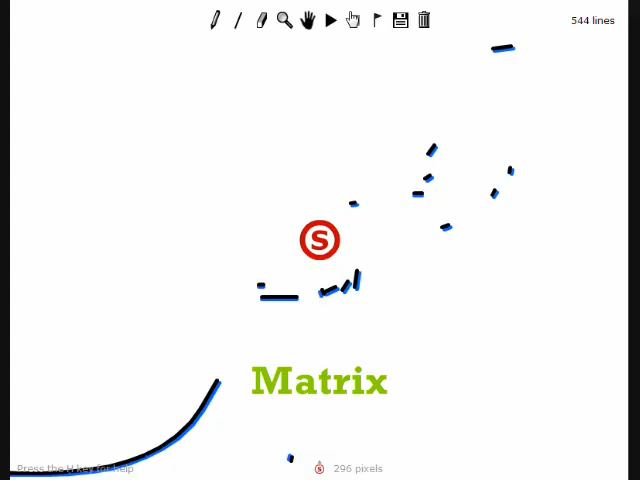 544 lines
S
Matrix
Press the H key for help
S 296 pixels